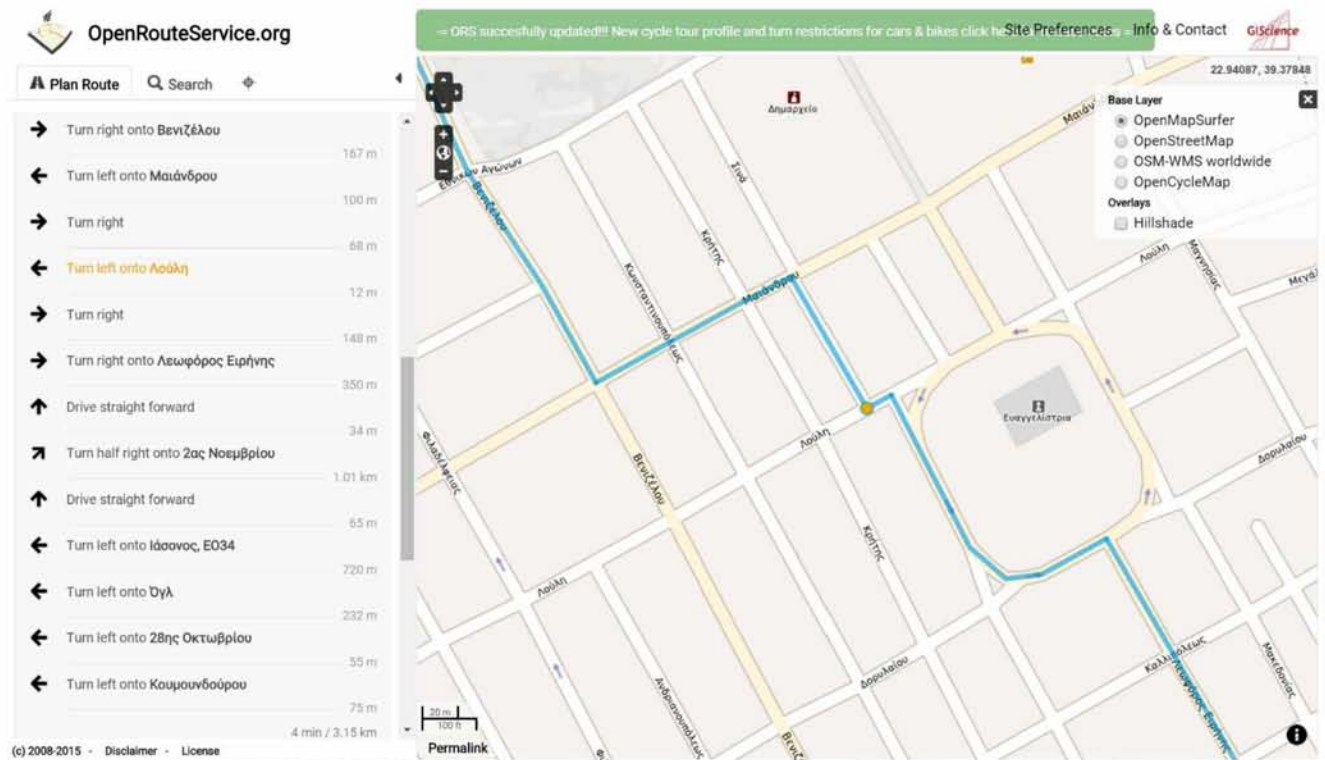 OpenRouteService.org
= ORS succesfully updated!!! New cycle tour profile and turn restrictions for cars & bikes click
Site Preferences
Info & Contact
GIScience
Plan Route
Search
Turn right onto Βενιζέλου
167 m
Turn left onto Μαιάνδρου
100 m
Turn right
68 m
Turn left onto Λούλη
12 m
Turn right
148 m
Turn right onto Λεωφόρος Ειρήνης
350 m
Drive straight forward
34 m
Turn half right onto 2ας Νοεμβρίου
1.01 km
Drive straight forward
65 m
Turn left onto Ιάσονος, ΕΟ34
720 m
Turn left onto Όγλ
232 m
Turn left onto 28ης Οκτωβρίου
55 m
Turn left onto Κουμουνδούρου
75 m
4 min / 3.15 km
(c) 2008-2015 - Disclaimer - License
22.94087, 39.37848
Base Layer
OpenMapSurfer
OpenStreetMap
OSM-WMS worldwide
OpenCycleMap
Overlays
Hillshade
Δημαρχείο
Εθνικών Αγώνων
Βενιζέλου
Σινά
Κρήτης
Κωνσταντινουπόλεως
Μαιάνδρου
Λούλη
Μαγνησίας
Ευαγγελίστρια
Λούλη
Φιλαδέλφειας
Βενιζέλου
Κρήτης
Δορυλαίου
Λούλη
Ανδριανουπόλεως
Δορυλαίου
Καλλιπόλεως
Λεωφόρος Ειρήνης
Μακεδονίας
20 m
100 ft
Permalink